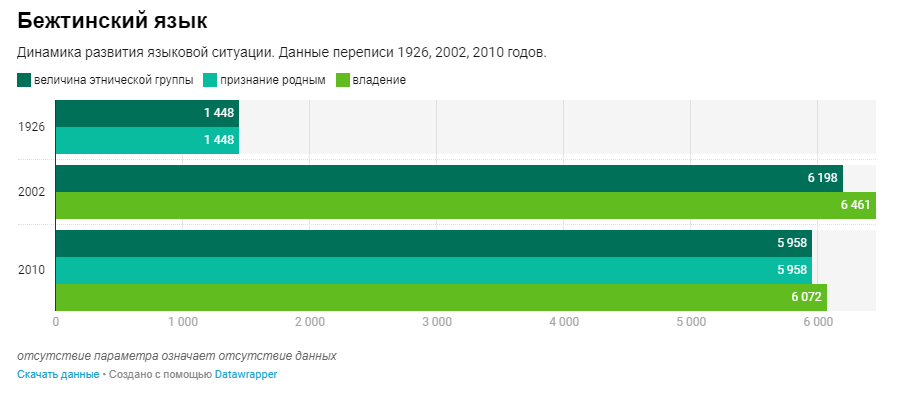 Бежтинский язык
Динамика развития языковой ситуации. Данные переписи 1926, 2002, 2010 годов.
величина этнической группы признание родным владение
1926
1 448
1 448
2002
6 198
6 461
2010
5 958
5 958
6 072
0 1 000 2 000 3 000 4 000 5 000 6 000
отсутствие параметра означает отсутствие данных
Скачать данные • Создано с помощью Datawrapper